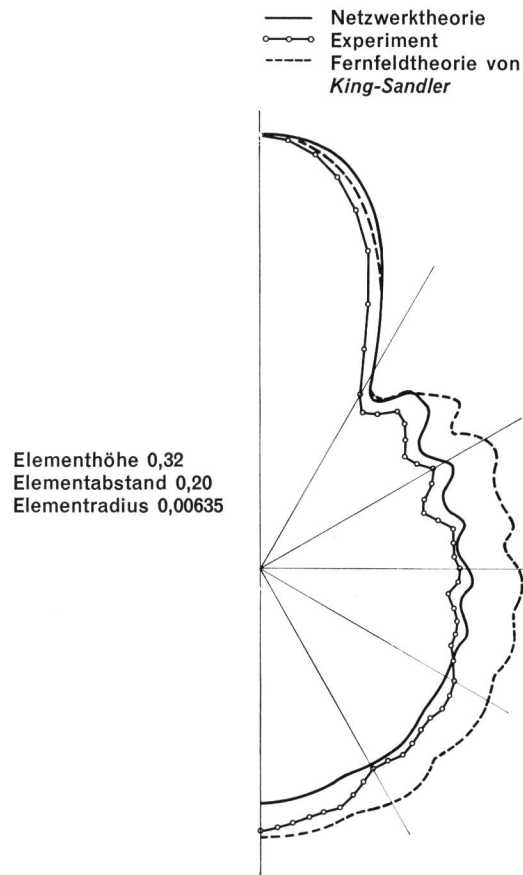 Netzwerktheorie
Experiment
Fernfeldtheorie von
King-Sandler
Elementhöhe 0,32
Elementabstand 0,20
Elementradius 0,00635